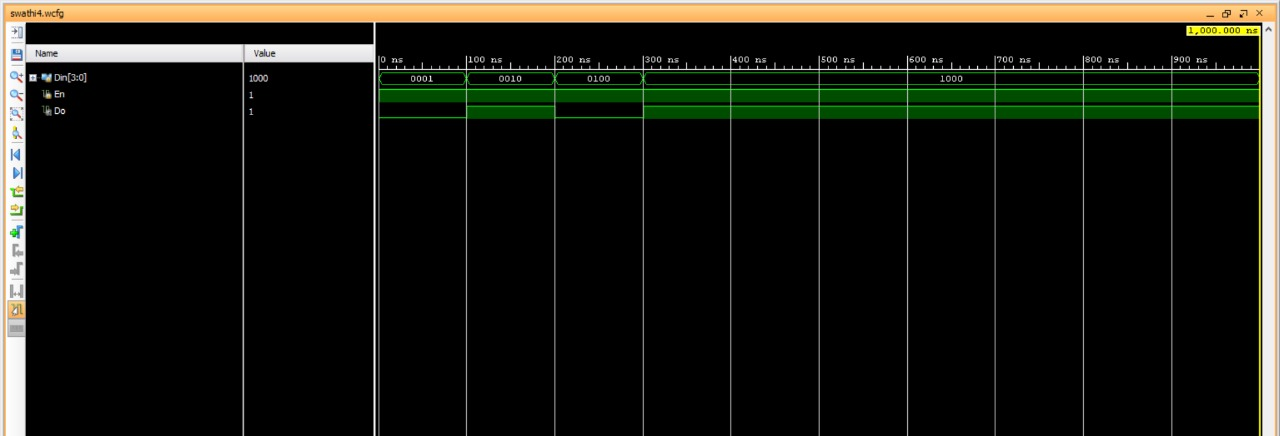 swathi4.wcfg
1,000.000 ns
Name Value
0 ns 100 ns 200 ns 300 ns 400 ns 500 ns 600 ns 700 ns 800 ns 900 ns
Din[3:0] 1000 0001 0010 0100 1000
En 1
Do 1